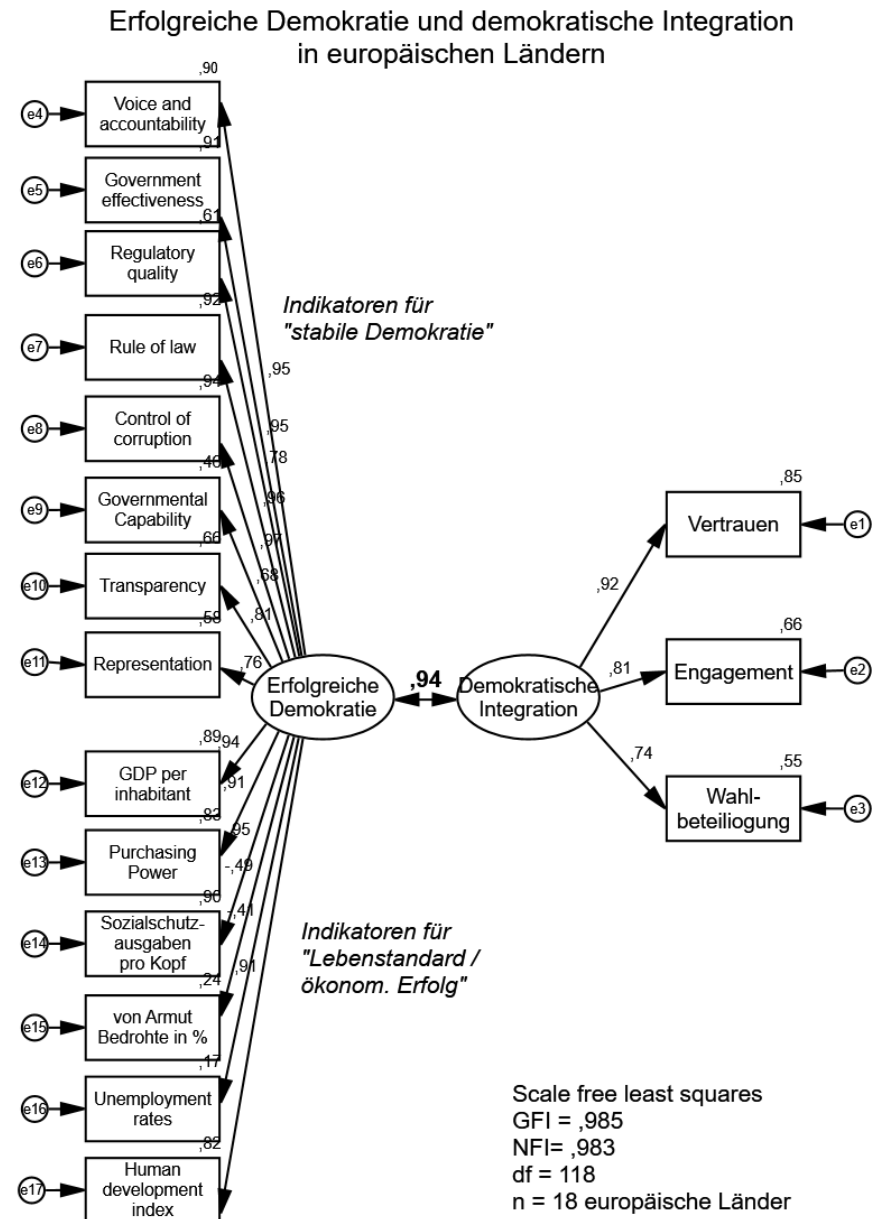 Erfolgreiche Demokratie und demokratische Integration
in europäischen Ländern
,90
e4
Voice and
accountability
,91
e5
Government
effectiveness
,61
e6
Regulatory
quality
,92
e7
Rule of law
,94
e8
Control of
corruption
,46
e9
Governmental
Capability
,66
e10
Transparency
,58
e11
Representation
Indikatoren für
"stabile Demokratie"
,95
,95
,78
,96
,97
,68
,81
,76
Erfolgreiche
Demokratie
,94
Demokratische
Integration
,92
,81
,74
,85
Vertrauen
e1
,66
Engagement
e2
,55
Wahl-
beteiliogung
e3
,89
,94
e12
GDP per
inhabitant
,91
,83
e13
Purchasing
Power
,95
,90
e14
Sozialschutz-
ausgaben
pro Kopf
-,49
,24
e15
von Armut
Bedrohte in %
-,41
,17
e16
Unemployment
rates
,91
,82
e17
Human
development
index
Indikatoren für
"Lebenstandard /
ökonom. Erfolg"
Scale free least squares
GFI = ,985
NFI= ,983
df = 118
n = 18 europäische Länder